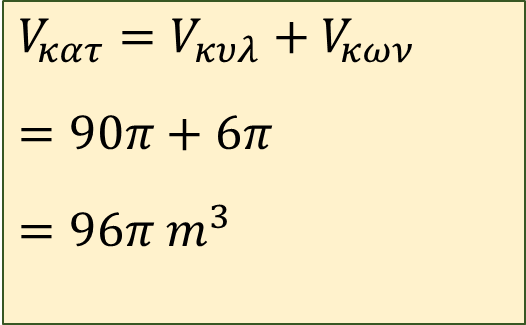 V_κατ = V_κυλ + V_κων
= 90π + 6π
= 96π m³